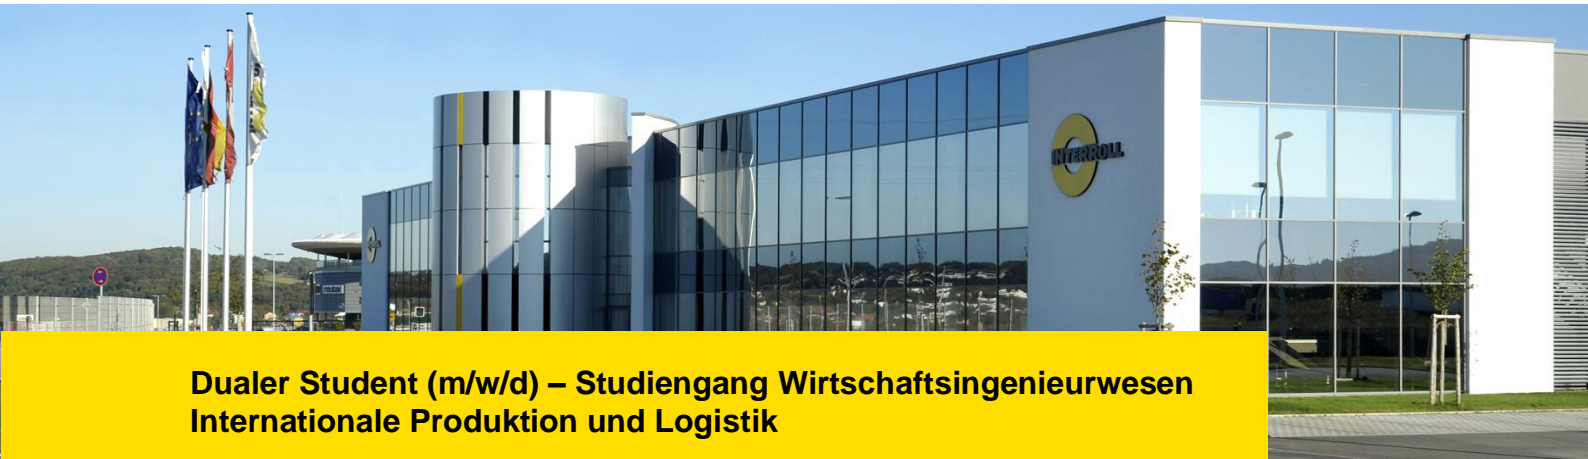 INTERROLL
Dualer Student (m/w/d) – Studiengang Wirtschaftsingenieurwesen
Internationale Produktion und Logistik